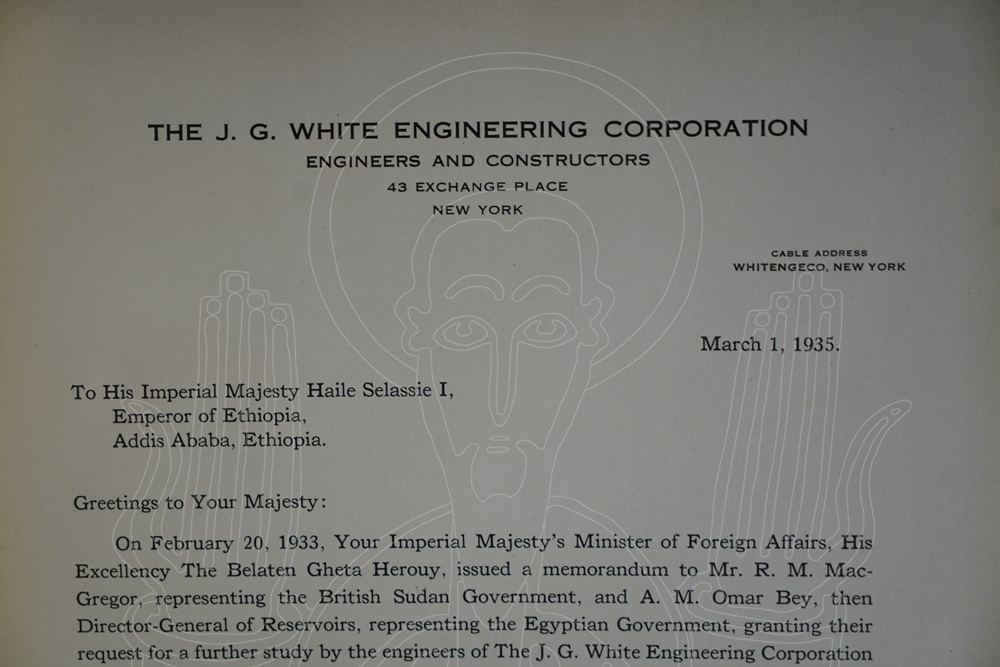 THE J. G. WHITE ENGINEERING CORPORATION
ENGINEERS AND CONSTRUCTORS
43 EXCHANGE PLACE
NEW YORK
CABLE ADDRESS
WHITENGECO, NEW YORK
March 1, 1935.
To His Imperial Majesty Haile Selassie I,
Emperor of Ethiopia,
Addis Ababa, Ethiopia.
Greetings to Your Majesty:
On February 20, 1933, Your Imperial Majesty's Minister of Foreign Affairs, His
Excellency The Belaten Gheta Herouy, issued a memorandum to Mr. R. M. Mac-
Gregor, representing the British Sudan Government, and A. M. Omar Bey, then
Director-General of Reservoirs, representing the Egyptian Government, granting their
request for a further study by the engineers of The J. G. White Engineering Corporation